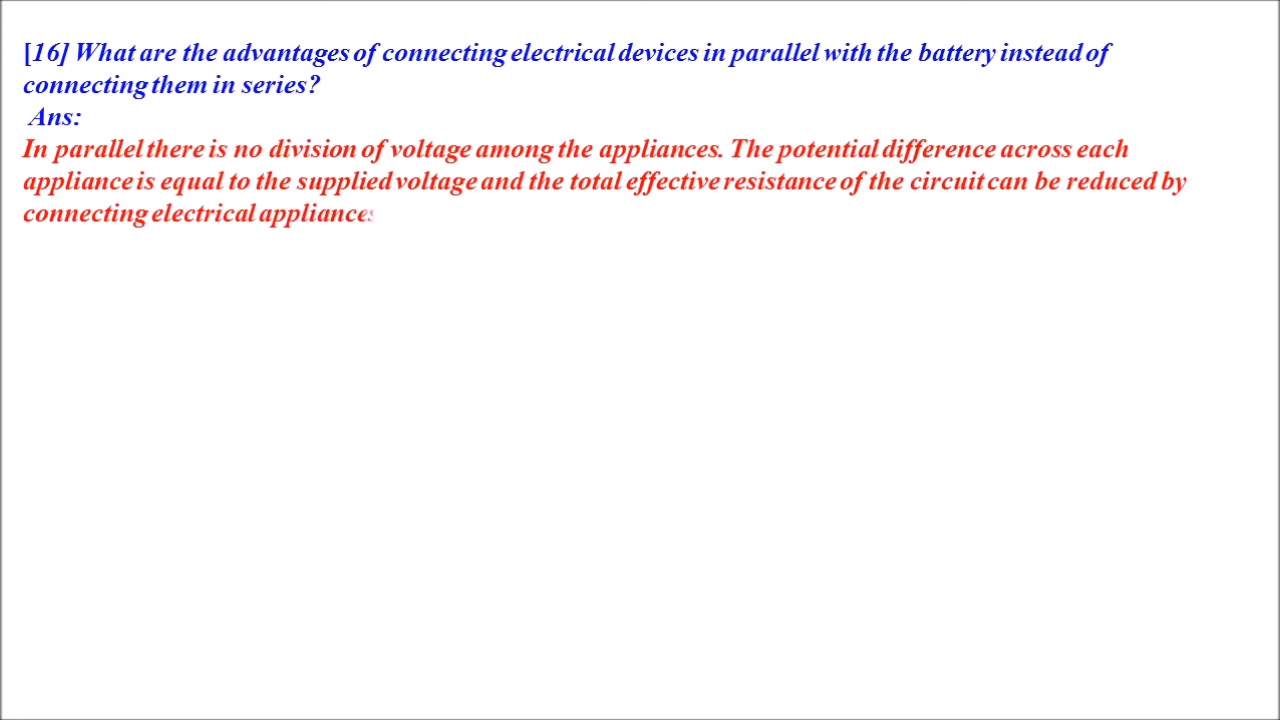 [16] What are the advantages of connecting electrical devices in parallel with the battery instead of
connecting them in series?
Ans:
In parallel there is no division of voltage among the appliances. The potential difference across each
appliance is equal to the supplied voltage and the total effective resistance of the circuit can be reduced by
connecting electrical appliances